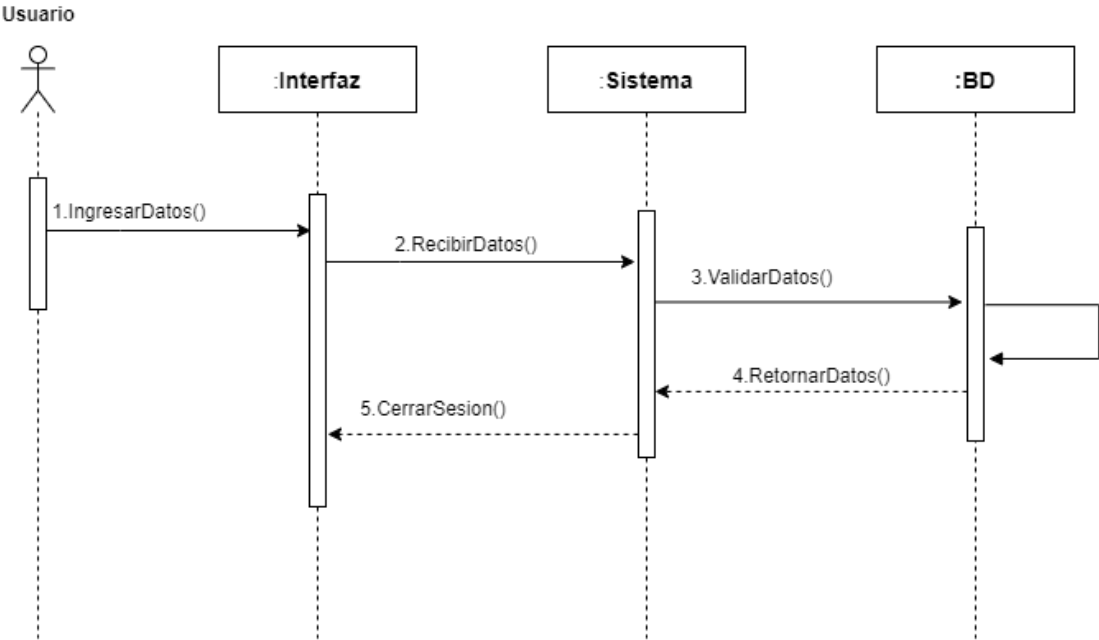 Usuario
:Interfaz
:Sistema
:BD
1.IngresarDatos()
2.RecibirDatos()
3.ValidarDatos()
4.RetornarDatos()
5.CerrarSesion()